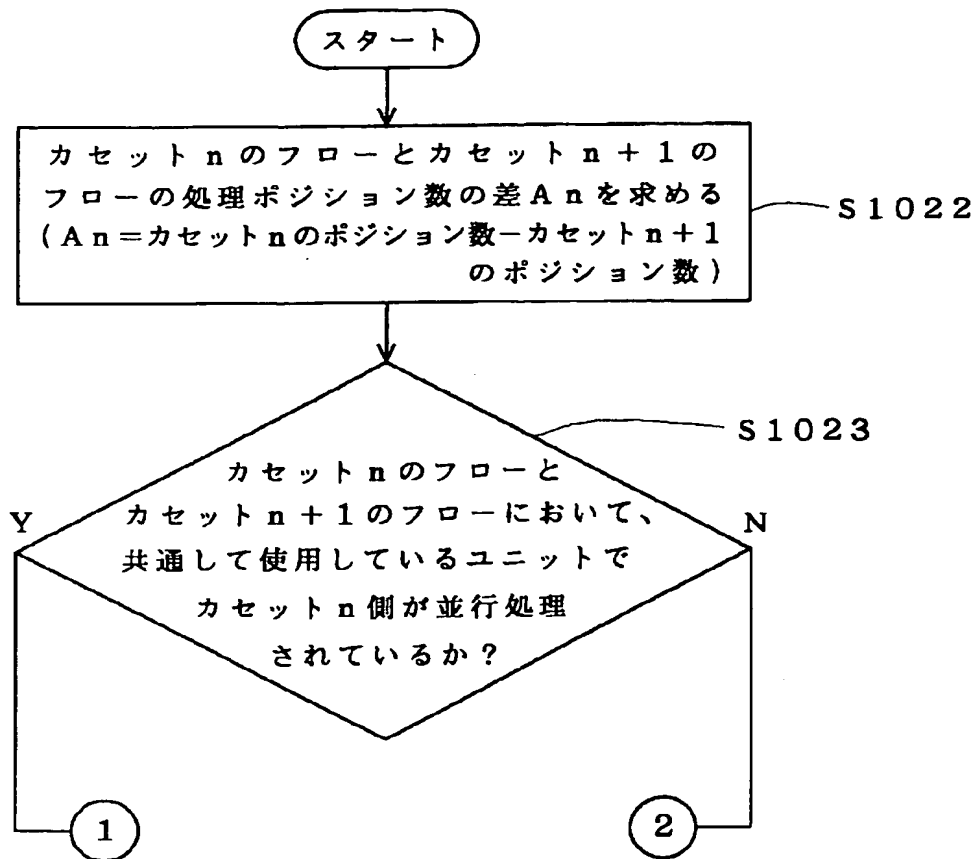 スタート
カセットnのフローとカセットn+1の
フローの処理ポジション数の差Anを求める
(An=カセットnのポジション数-カセットn+1
のポジション数)
S1022
S1023
カセットnのフローと
Y
カセットn+1のフローにおいて、
N
共通して使用しているユニットで
カセットn側が並行処理
されているか?
1
2